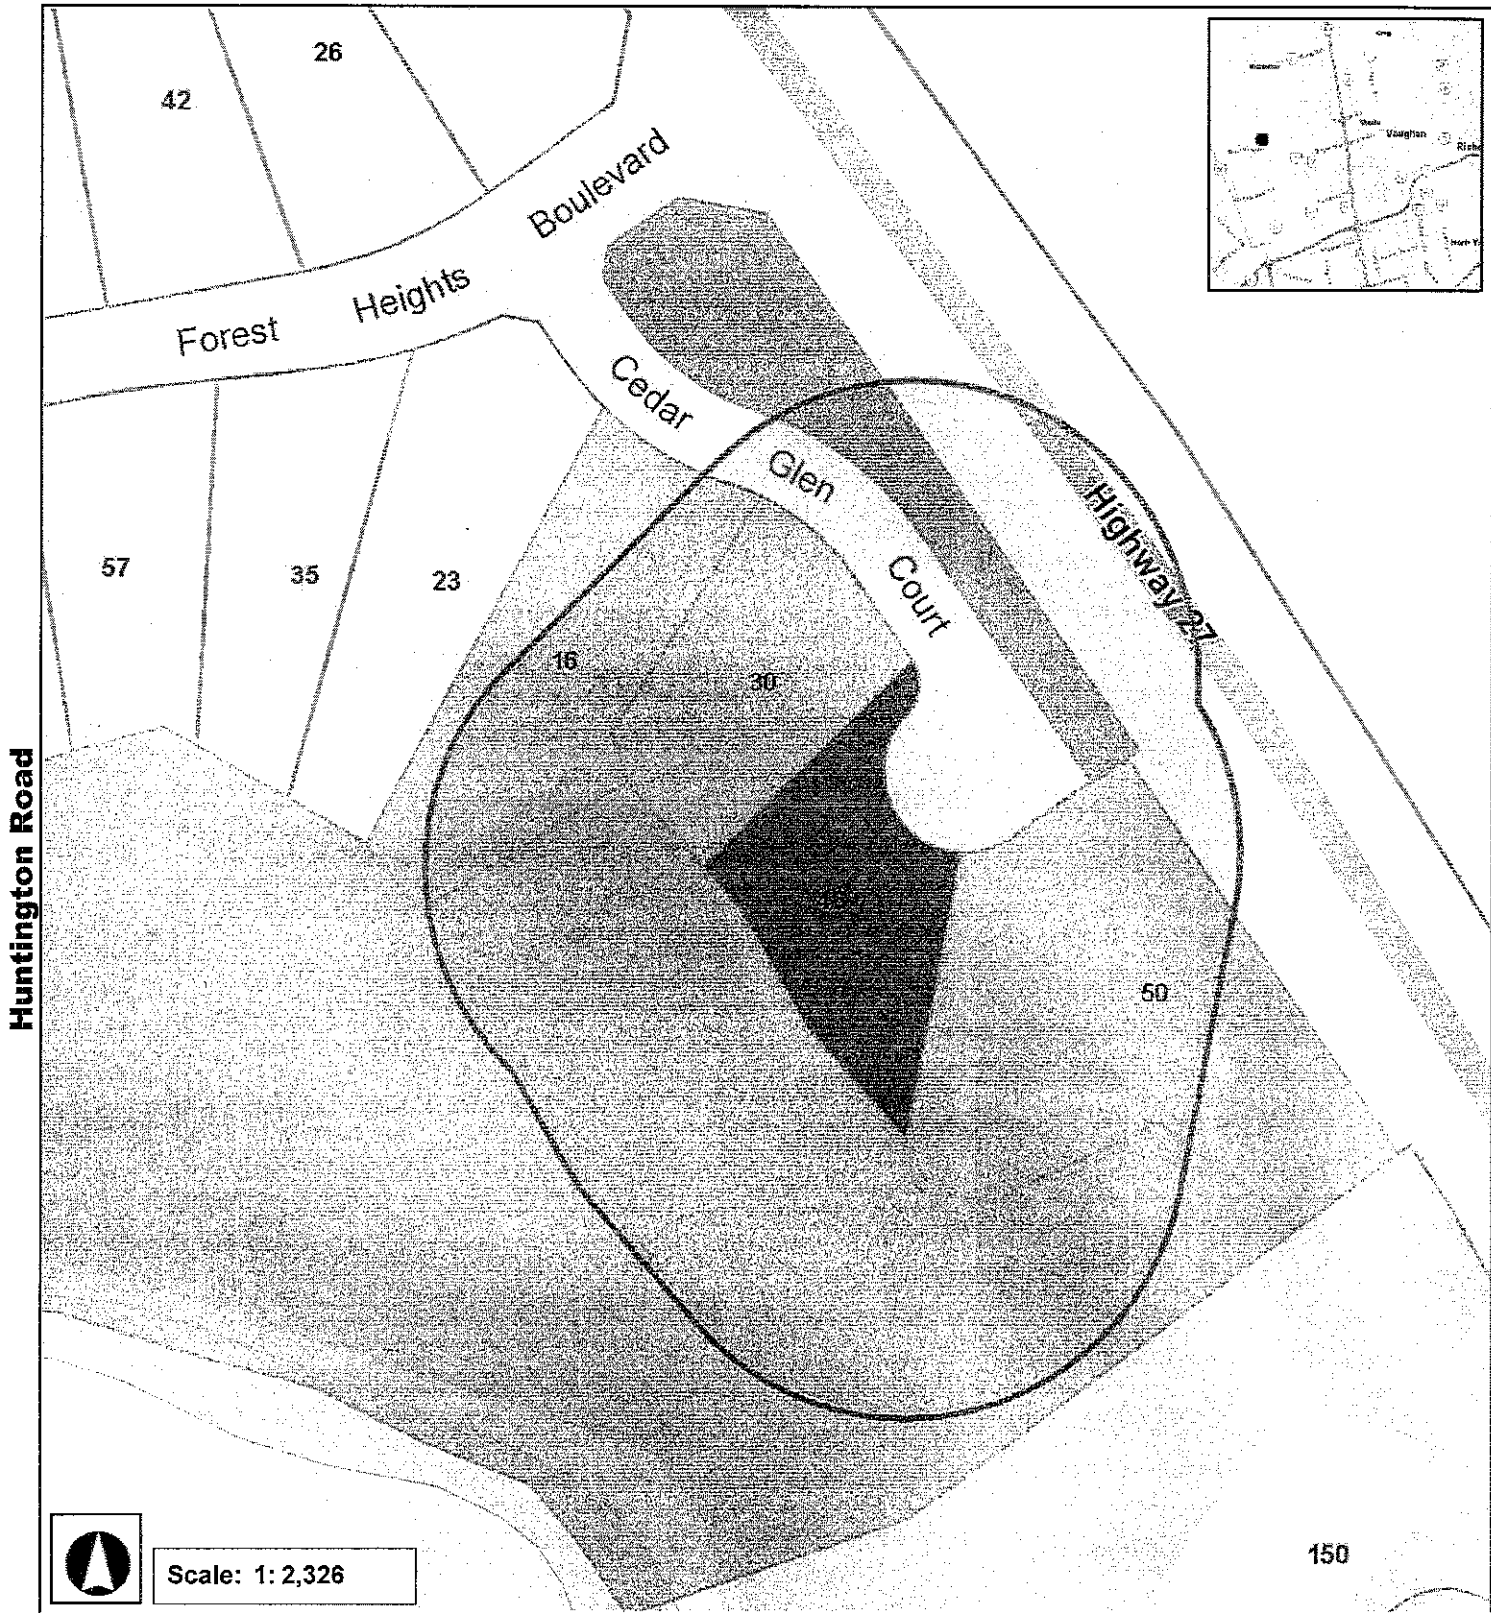 26
42
Vaughan
Boulevard
Heights
Forest
Cedar
Glen
Court
Highway 27
57
35
23
16
30
50
Huntington Road
Scale: 1: 2,326
150